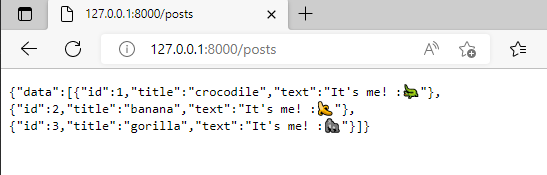 127.0.0.1:8000/posts
127.0.0.1:8000/posts
{"data":[{"id":1,"title":"crocodile","text":"It's me! :🐊"},
{"id":2,"title":"banana","text":"It's me! :🍌"},
{"id":3,"title":"gorilla","text":"It's me! :🦍"}]}